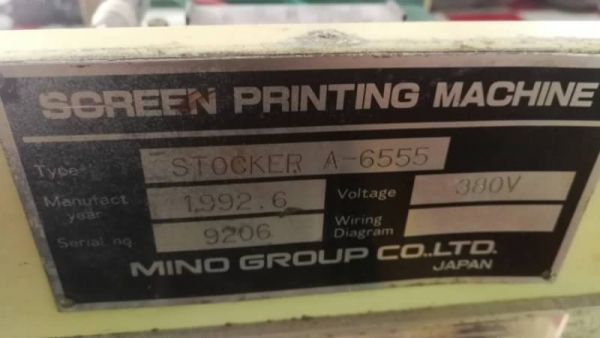 SCREEN PRINTING MACHINE
Type STOCKER A-6555
Manufact year 1992.6 Voltage 380V
Serial no 9206 Wiring Diagram
MINO GROUP CO.,LTD.
JAPAN